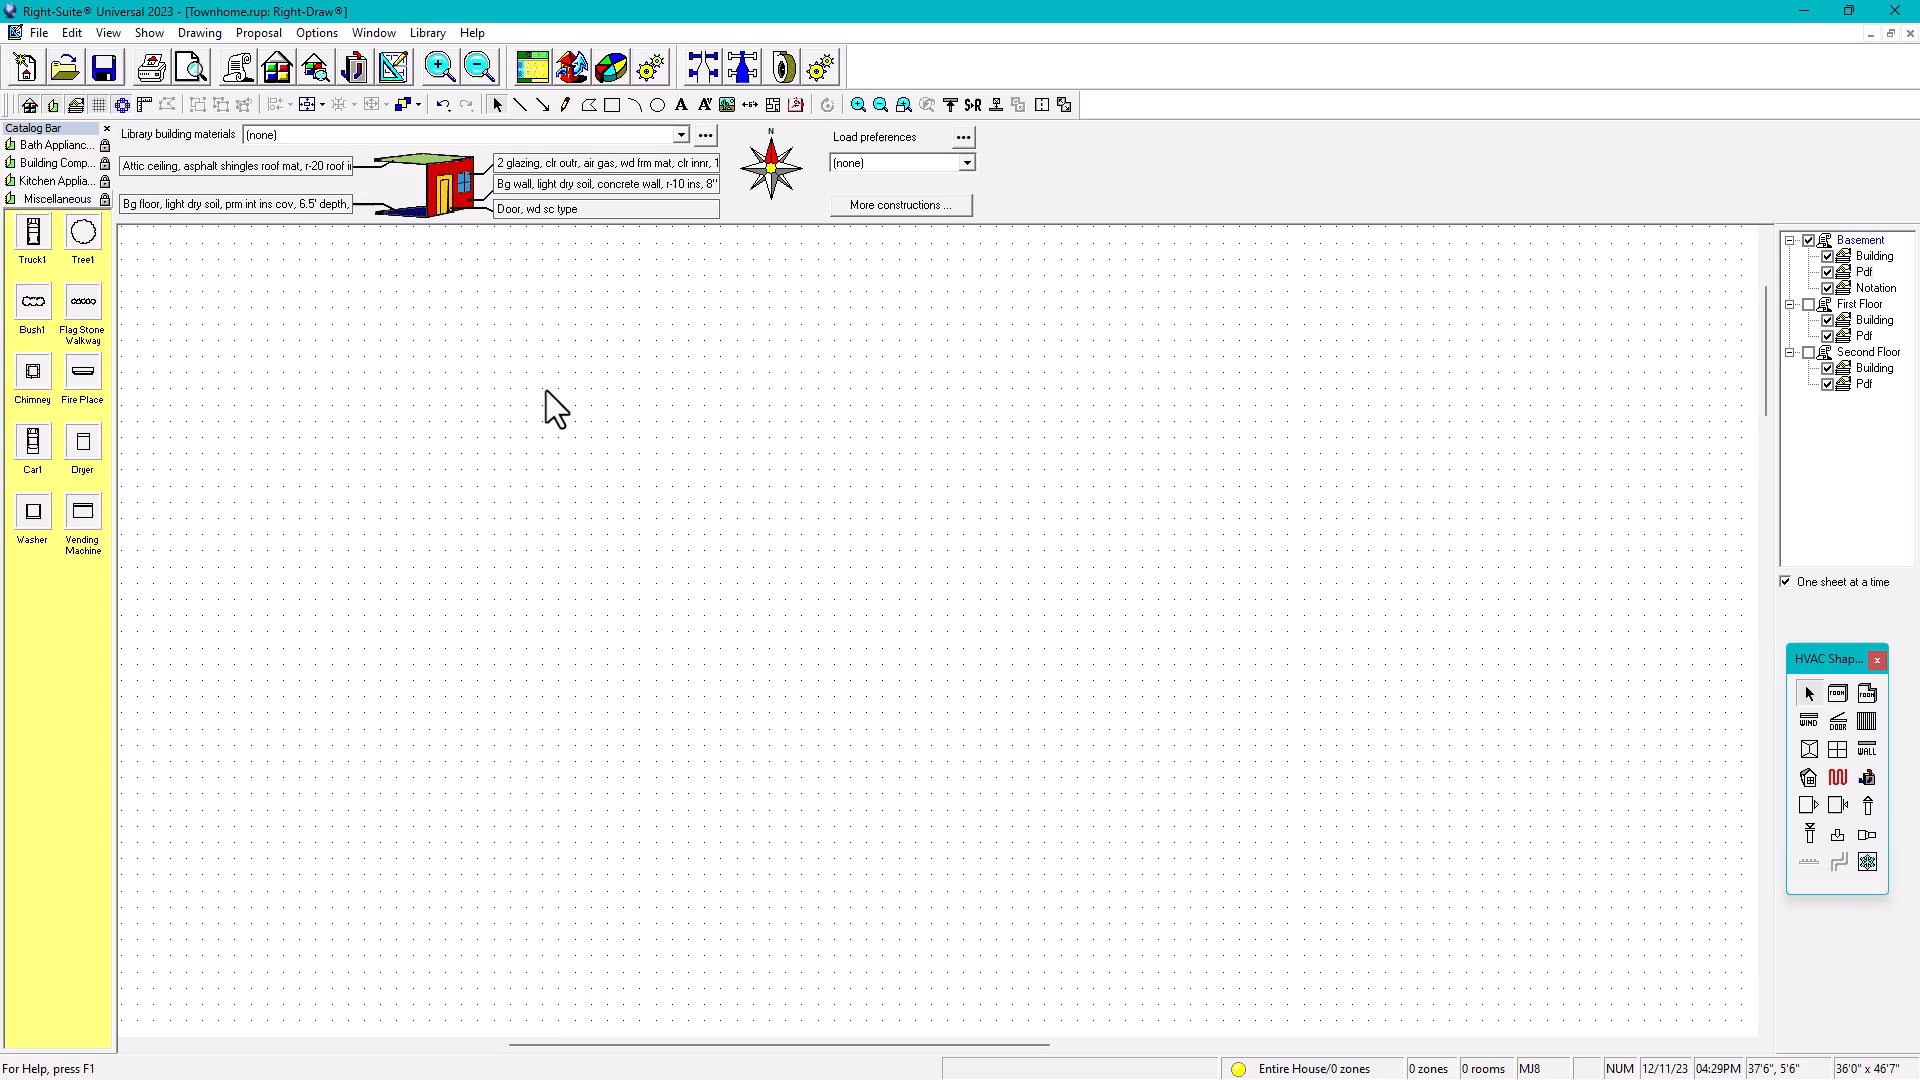 Right-Suite® Universal 2023 - [Townhome.rup: Right-Draw®]
File Edit View Show Drawing Proposal Options Window Library Help
Catalog Bar
Bath Applianc...
Building Comp...
Kitchen Applia...
Miscellaneous
Library building materials (none)
Attic ceiling, asphalt shingles roof mat, r-20 roof i
Bg floor, light dry soil, prm int ins cov, 6.5' depth,
2 glazing, clr outr, air gas, wd frm mat, clr innr, 1
Bg wall, light dry soil, concrete wall, r-10 ins, 8"
Door, wd sc type
N
Load preferences
(none)
More constructions ...
S•R
Truck1 Tree1
Bush1 Flag Stone Walkway
Chimney Fire Place
Car1 Dryer
Washer Vending Machine
Basement
Building
Pdf
Notation
First Floor
Building
Pdf
Second Floor
Building
Pdf
One sheet at a time
HVAC Shap...
ROOM ROOM
WIND DOOR
WALL
For Help, press F1
Entire House/0 zones 0 zones 0 rooms MJ8 NUM 12/11/23 04:29PM 37'6", 5'6" 36'0" x 46'7"